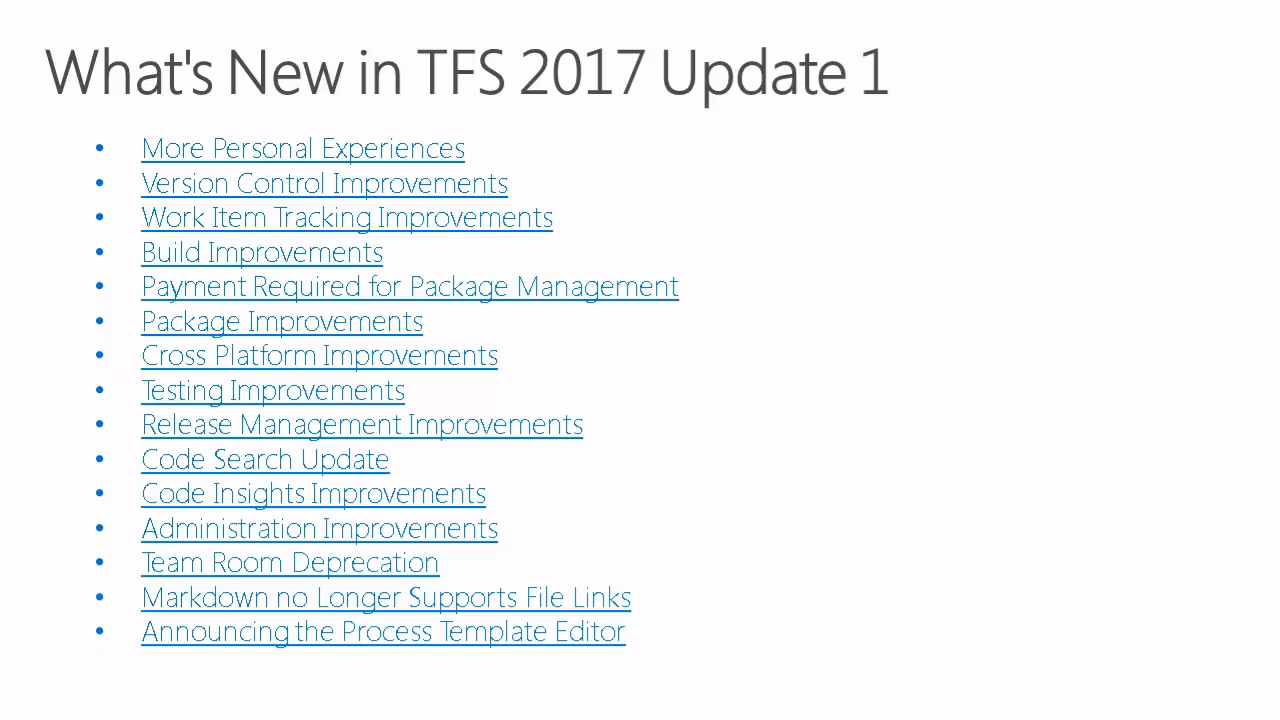 What's New in TFS 2017 Update 1
• More Personal Experiences
• Version Control Improvements
• Work Item Tracking Improvements
• Build Improvements
• Payment Required for Package Management
• Package Improvements
• Cross Platform Improvements
• Testing Improvements
• Release Management Improvements
• Code Search Update
• Code Insights Improvements
• Administration Improvements
• Team Room Deprecation
• Markdown no Longer Supports File Links
• Announcing the Process Template Editor